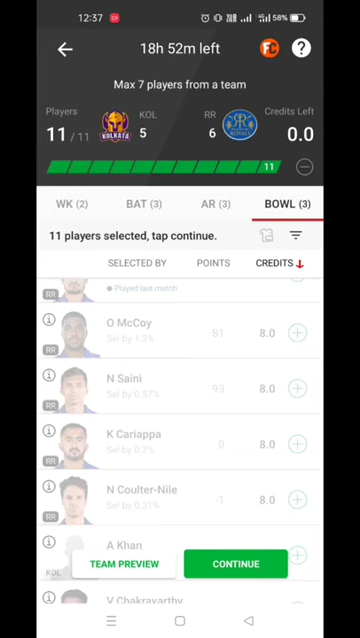 12:37
58%
18h 52m left
FC
?
Max 7 players from a team
Players
11 / 11
KOLKATA
KOL
5
RR
6
RR
ROYALS
Credits Left
0.0
11
WK (2)
BAT (3)
AR (3)
BOWL (3)
11 players selected, tap continue.
SELECTED BY
POINTS
CREDITS
RR
Played last match
O McCoy
Sel by 1.3%
81
8.0
RR
N Saini
Sel by 0.57%
93
8.0
RR
K Cariappa
Sel by 0.2%
0
8.0
RR
N Coulter-Nile
Sel by 0.31%
-1
8.0
RR
A Khan
KOL
TEAM PREVIEW
CONTINUE
V Chakravarthy